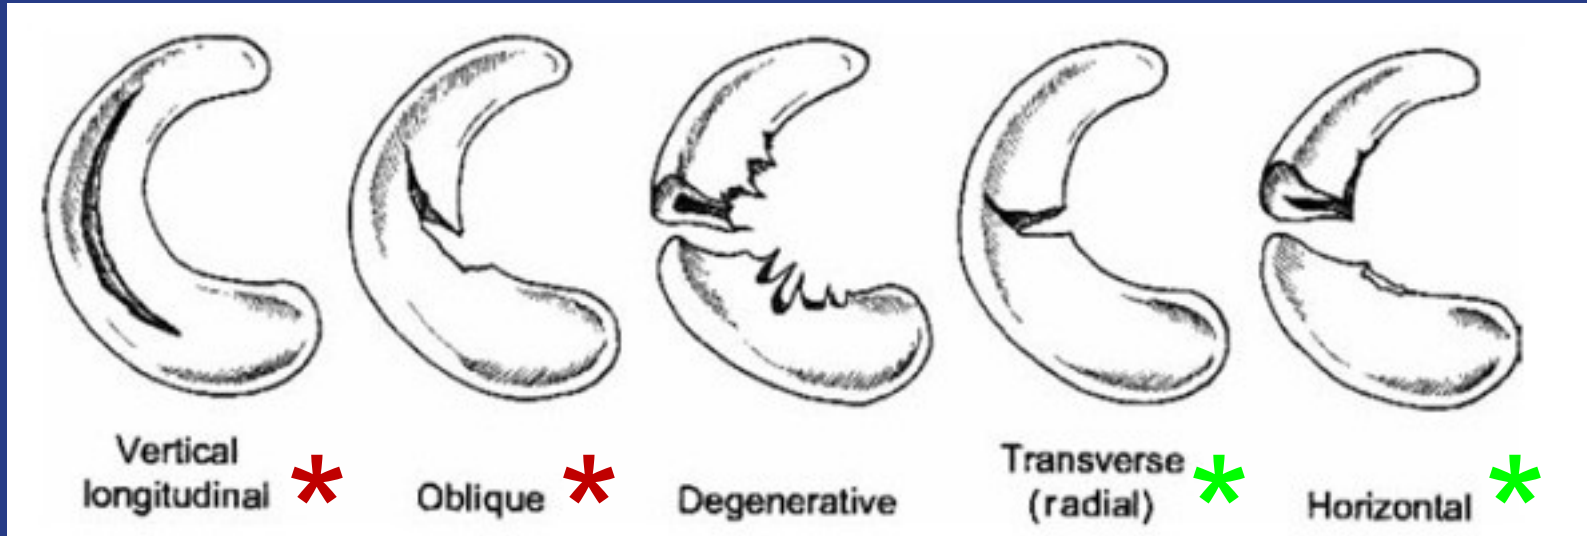 Vertical
longitudinal *
Oblique *
Degenerative
Transverse
(radial) *
Horizontal *